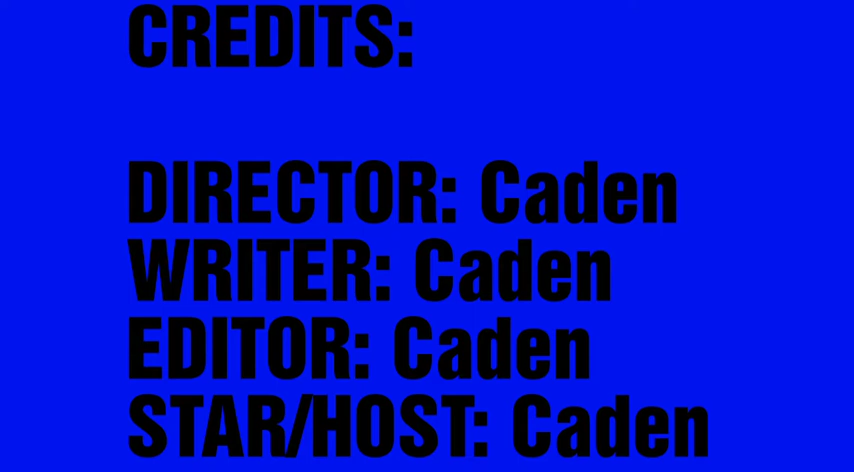 CREDITS:
DIRECTOR: Caden
WRITER: Caden
EDITOR: Caden
STAR/HOST: Caden